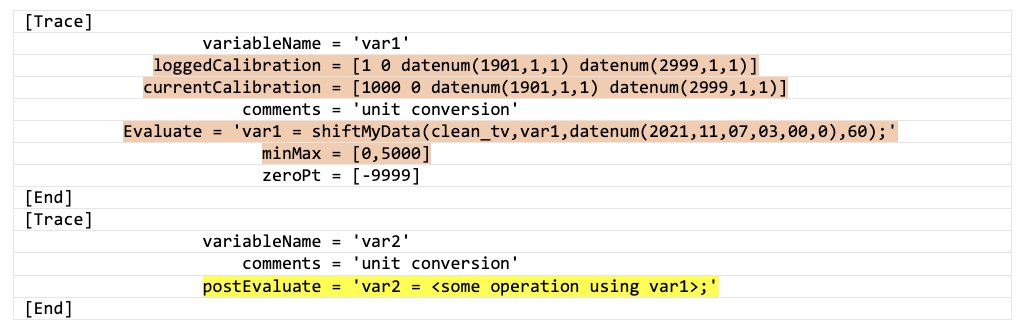 [Trace]
variableName = 'var1'
loggedCalibration = [1 0 datenum(1901,1,1) datenum(2999,1,1)]
currentCalibration = [1000 0 datenum(1901,1,1) datenum(2999,1,1)]
comments = 'unit conversion'
Evaluate = 'var1 = shiftMyData(clean_tv,var1,datenum(2021,11,07,03,00,0),60);'
minMax = [0,5000]
zeroPt = [-9999]
[End]
[Trace]
variableName = 'var2'
comments = 'unit conversion'
postEvaluate = 'var2 = <some operation using var1>;'
[End]